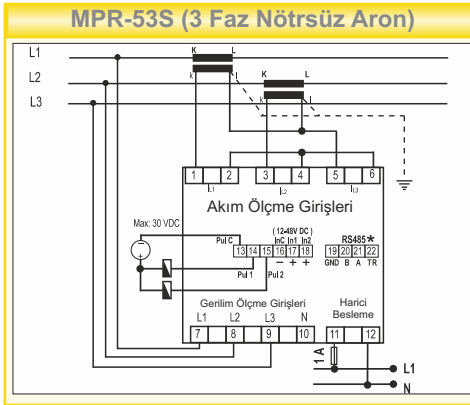 MPR-53S (3 Faz Nötrsüz Aron)
L1
K L
L2
k l
K L
L3
k l
1 2 3 4 5 6
IL1 IL2 IL3
Akım Ölçme Girişleri
Max: 30 VDC
( 12-48V DC )
Pul C InC In1 In2 RS485*
13 14 15 16 17 18 19 20 21 22
Pul 1 Pul 2 − + + GND B A TR
Gerilim Ölçme Girişleri
Harici
Besleme
L1 L2 L3 N
7 8 9 10 11 12
1 A
L1
N